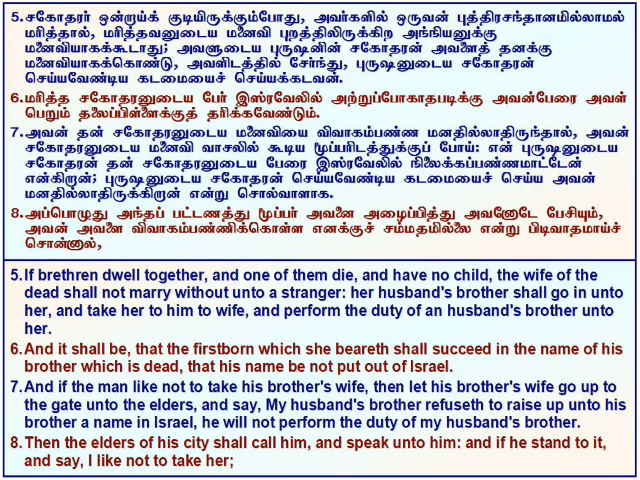 5. சகோதரர் ஒன்றாய்க் குடியிருக்கும்போது, அவர்களில் ஒருவன் புத்திரசந்தானமில்லாமல்
மரித்தால், மரித்தவனுடைய மனைவி புறத்திலிருக்கிற அந்நியனுக்கு
மனைவியாகக்கூடாது; அவளுடைய புருஷனின் சகோதரன் அவளைத் தனக்கு
மனைவியாகக்கொண்டு, அவளிடத்தில் சேர்ந்து, புருஷனுடைய சகோதரன்
செய்யவேண்டிய கடமையைச் செய்யக்கடவன்.
6. மரித்த சகோதரனுடைய பேர் இஸ்ரவேலில் அற்றுப்போகாதபடிக்கு அவன்பேரை அவள்
பெறும் தலைப்பிள்ளைக்குத் தரிக்கவேண்டும்.
7. அவன் தன் சகோதரனுடைய மனைவியை விவாகம்பண்ண மனதில்லாதிருந்தால், அவன்
சகோதரனுடைய மனைவி வாசலில் கூடிய மூப்பரிடத்துக்குப் போய்: என் புருஷனுடைய
சகோதரன் தன் சகோதரனுடைய பேரை இஸ்ரவேலில் நிலைக்கப்பண்ணமாட்டேன்
என்கிறான்; புருஷனுடைய சகோதரன் செய்யவேண்டிய கடமையைச் செய்ய அவன்
மனதில்லாதிருக்கிறான் என்று சொல்வாளாக.
8. அப்பொழுது அந்தப் பட்டணத்து மூப்பர் அவனை அழைப்பித்து அவனோடே பேசியும்,
அவன் அவளை விவாகம்பண்ணிக்கொள்ள எனக்குச் சம்மதமில்லை என்று பிடிவாதமாய்ச்
சொன்னால்,
5. If brethren dwell together, and one of them die, and have no child, the wife of the
dead shall not marry without unto a stranger: her husband's brother shall go in unto
her, and take her to him to wife, and perform the duty of an husband's brother unto
her.
6. And it shall be, that the firstborn which she beareth shall succeed in the name of his
brother which is dead, that his name be not put out of Israel.
7. And if the man like not to take his brother's wife, then let his brother's wife go up to
the gate unto the elders, and say, My husband's brother refuseth to raise up unto his
brother a name in Israel, he will not perform the duty of my husband's brother.
8. Then the elders of his city shall call him, and speak unto him: and if he stand to it,
and say, I like not to take her;